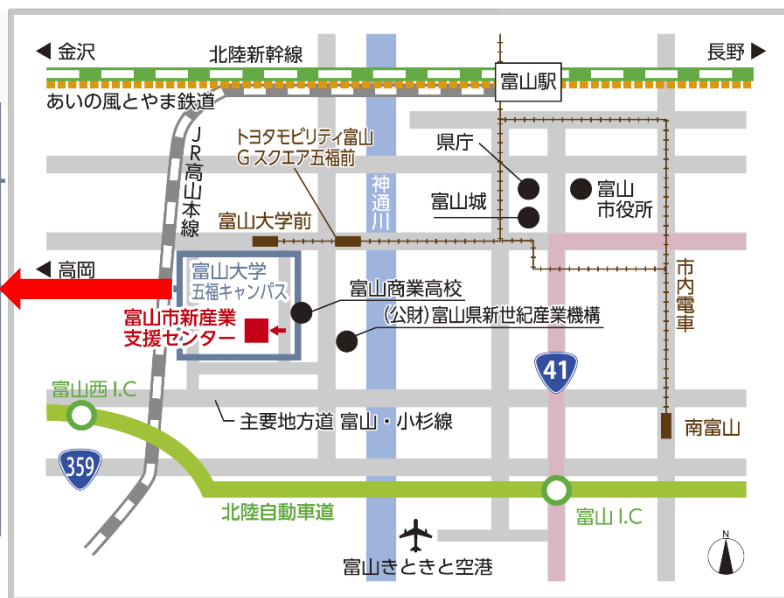 ◀ 金沢
北陸新幹線
長野 ▶
富山駅
あいの風とやま鉄道
トヨタモビリティ富山
G スクエア五福前
JR高山本線
神通川
県庁
富山城
富山
市役所
富山大学前
◀ 高岡
富山大学
五福キャンパス
富山商業高校
(公財)富山県新世紀産業機構
富山市新産業
支援センター
市内電車
41
富山西 I.C
主要地方道 富山・小杉線
南富山
359
北陸自動車道
富山 I.C
富山きときと空港
N